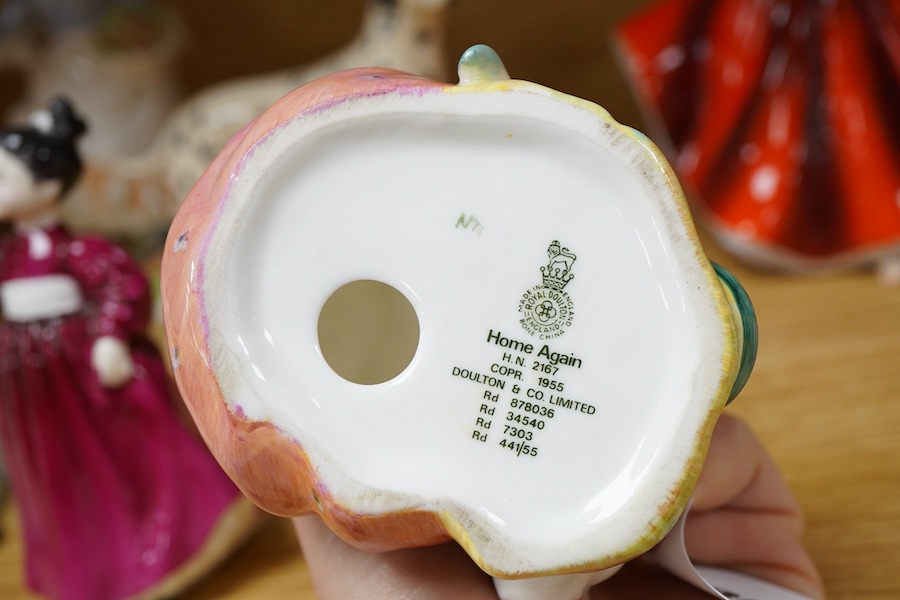 MADE IN ENGLAND
ROYAL DOULTON
ENGLAND
BONE CHINA
Home Again
H.N. 2167
COPR. 1955
DOULTON & CO. LIMITED
Rd 878036
Rd 34540
Rd 7303
Rd 441/55